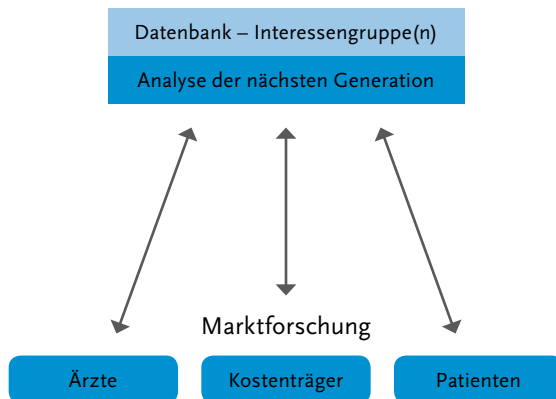 Datenbank – Interessengruppe(n)
Analyse der nächsten Generation
Marktforschung
Ärzte
Kostenträger
Patienten